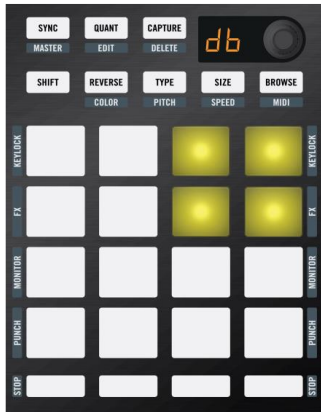 SYNC QUANT CAPTURE
db
MASTER EDIT DELETE
SHIFT REVERSE TYPE SIZE BROWSE
COLOR PITCH SPEED MIDI
KEYLOCK KEYLOCK
FX FX
MONITOR MONITOR
PUNCH PUNCH
STOP STOP